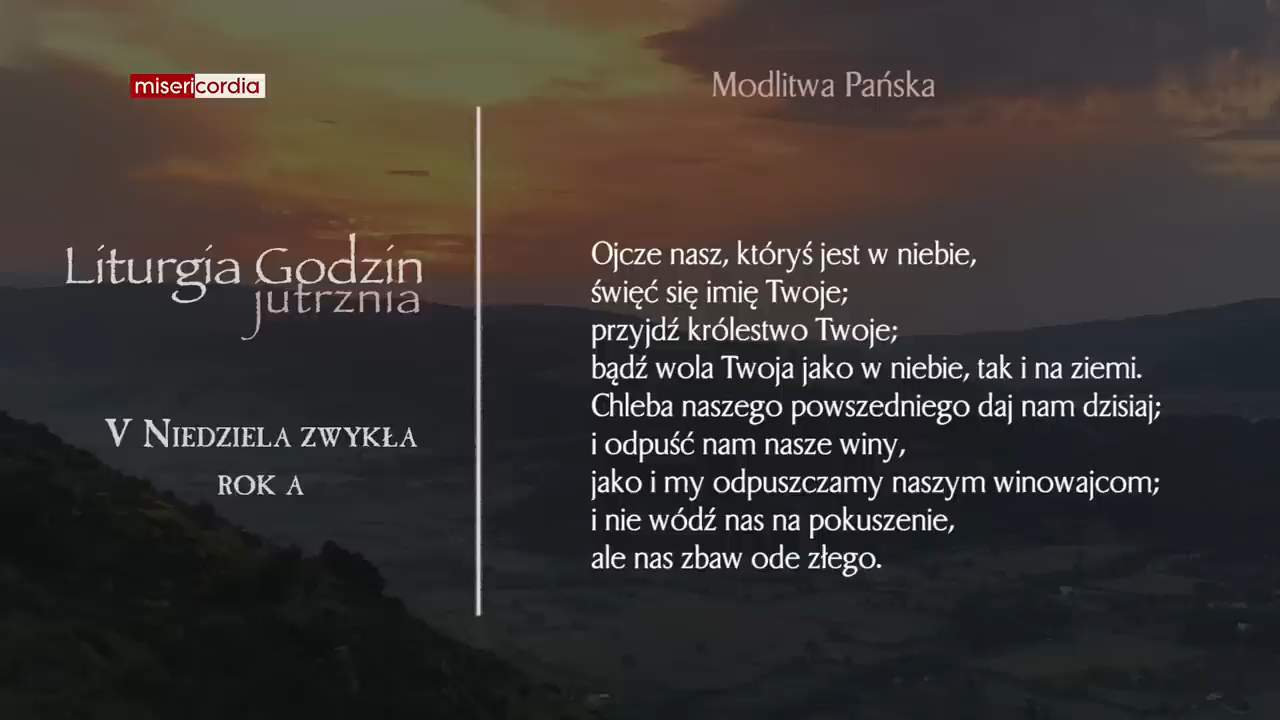 misericordia
Modlitwa Pańska
Liturgia Godzin
jutrznia
V Niedziela zwykła
rok A
Ojcze nasz, któryś jest w niebie,
święć się imię Twoje;
przyjdź królestwo Twoje;
bądź wola Twoja jako w niebie, tak i na ziemi.
Chleba naszego powszedniego daj nam dzisiaj;
i odpuść nam nasze winy,
jako i my odpuszczamy naszym winowajcom;
i nie wódź nas na pokuszenie,
ale nas zbaw ode złego.